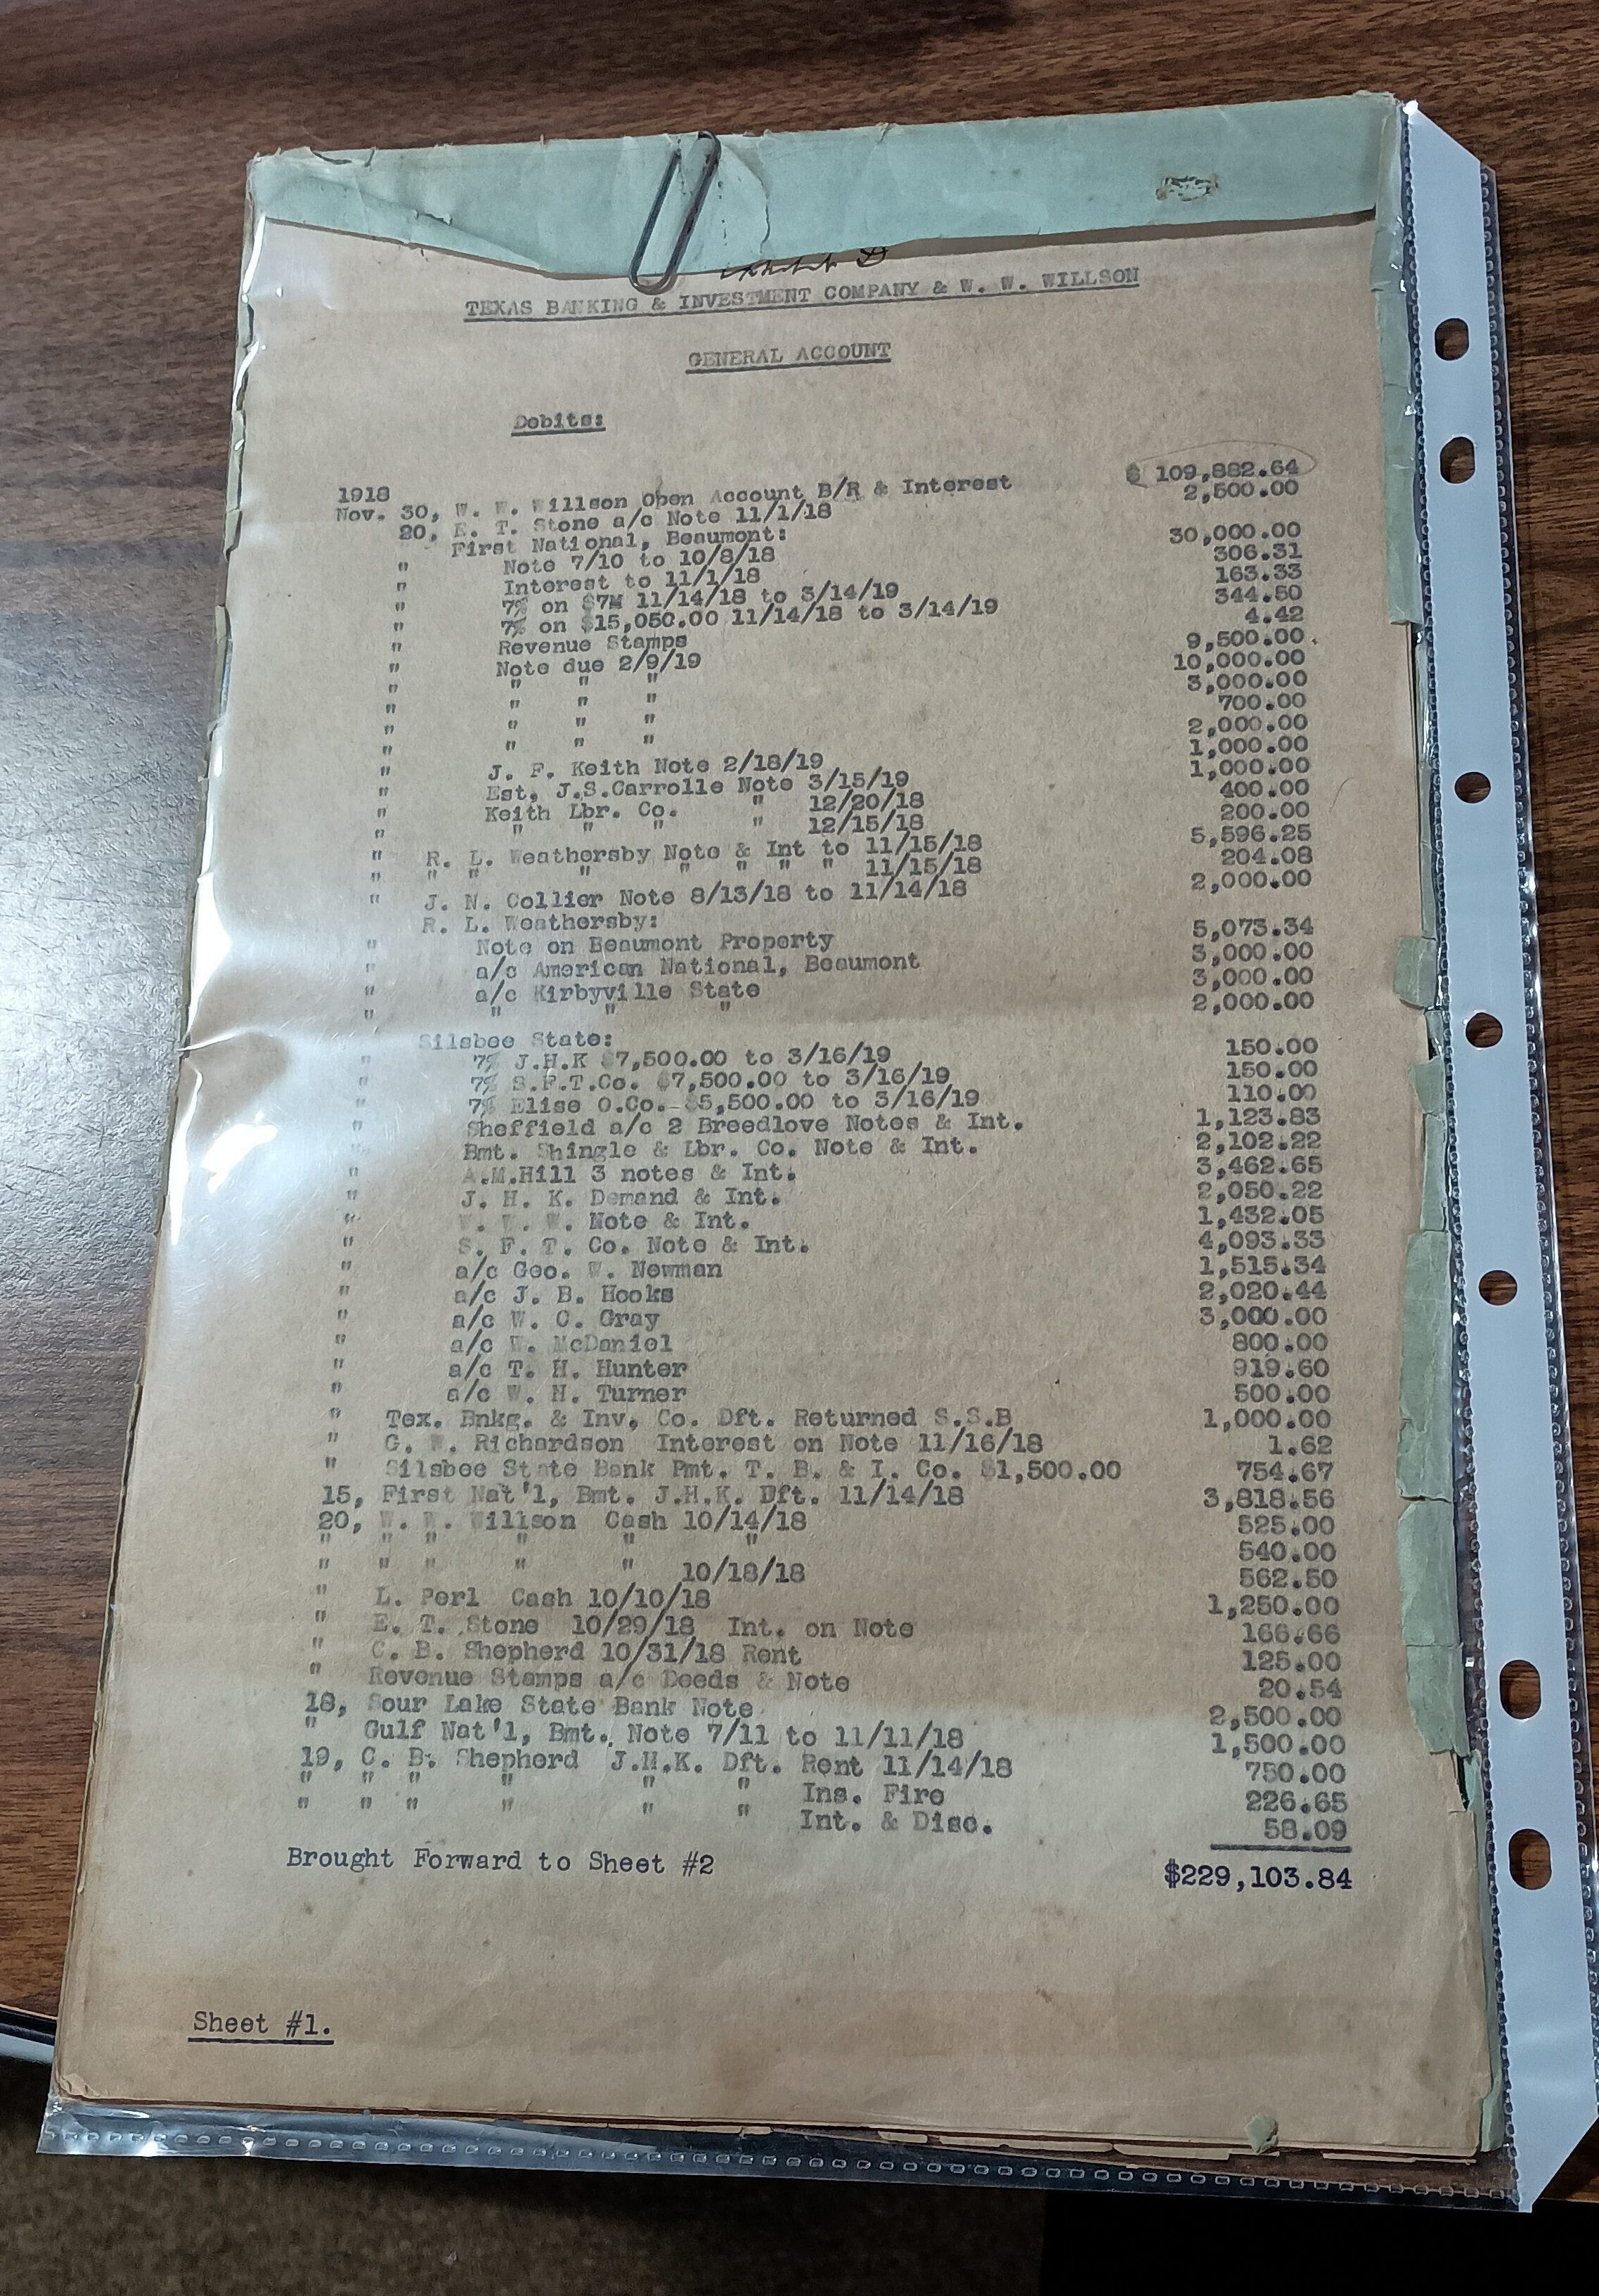 Exhibit D
TEXAS BANKING & INVESTMENT COMPANY & W. W. WILLSON
GENERAL ACCOUNT
Debits:
1918
Nov. 30, W. W. Willson Open Account B/R & Interest $ 109,882.64
20, E. T. Stone a/c Note 11/1/18 2,500.00
First National, Beaumont:
" Note 7/10 to 10/8/18 30,000.00
" Interest to 11/1/18 306.31
" 7% on $7M 11/14/18 to 3/14/19 163.33
" 7% on $15,050.00 11/14/18 to 3/14/19 344.50
" Revenue Stamps 4.42
" Note due 2/9/19 9,500.00
" " " " 10,000.00
" " " " 3,000.00
" " " " 700.00
" " " " 2,000.00
" J. F. Keith Note 2/18/19 1,000.00
" Est. J.S.Carrolle Note 3/15/19 1,000.00
" Keith Lbr. Co. " 12/20/18 400.00
" " " " " 12/15/18 200.00
" R. L. Weathersby Note & Int to 11/15/18 5,596.25
" " " " " " " " 11/15/18 204.08
" J. N. Collier Note 8/13/18 to 11/14/18 2,000.00
R. L. Weathersby:
" Note on Beaumont Property 5,073.34
" a/c American National, Beaumont 3,000.00
" a/c Kirbyville State 3,000.00
" " " " 2,000.00
Silsbee State:
" 7% J.H.K $7,500.00 to 3/16/19 150.00
" 7% S.F.T.Co. $7,500.00 to 3/16/19 150.00
" 7% Elise O.Co. $5,500.00 to 3/16/19 110.00
" Sheffield a/c 2 Breedlove Notes & Int. 1,123.83
" Bmt. Shingle & Lbr. Co. Note & Int. 2,102.22
" A.M.Hill 3 notes & Int. 3,462.65
" J. H. K. Demand & Int. 2,050.22
" W. W. W. Note & Int. 1,432.05
" S. F. T. Co. Note & Int. 4,093.33
" a/c Geo. W. Newman 1,515.34
" a/c J. B. Hooks 2,020.44
" a/c W. C. Gray 3,000.00
" a/c W. McDaniel 800.00
" a/c T. H. Hunter 919.60
" a/c W. H. Turner 500.00
" Tex. Bnkg. & Inv. Co. Dft. Returned S.S.B 1,000.00
" G. W. Richardson Interest on Note 11/16/18 1.62
" Silsbee State Bank Pmt. T. B. & I. Co. $1,500.00 754.67
15, First Nat'l, Bmt. J.H.K. Dft. 11/14/18 3,818.56
20, W. W. Willson Cash 10/14/18 525.00
" " " " " " 540.00
" " " " " 10/18/18 562.50
" L. Perl Cash 10/10/18 1,250.00
" E. T. Stone 10/29/18 Int. on Note 166.66
" C. B. Shepherd 10/31/18 Rent 125.00
" Revenue Stamps a/c Deeds & Note 20.54
18, Sour Lake State Bank Note 2,500.00
" Gulf Nat'l, Bmt. Note 7/11 to 11/11/18 1,500.00
19, C. B. Shepherd J.H.K. Dft. Rent 11/14/18 750.00
" " " " " " Ins. Fire 226.65
" " " " " " Int. & Disc. 58.09
Brought Forward to Sheet #2 $229,103.84
Sheet #1.